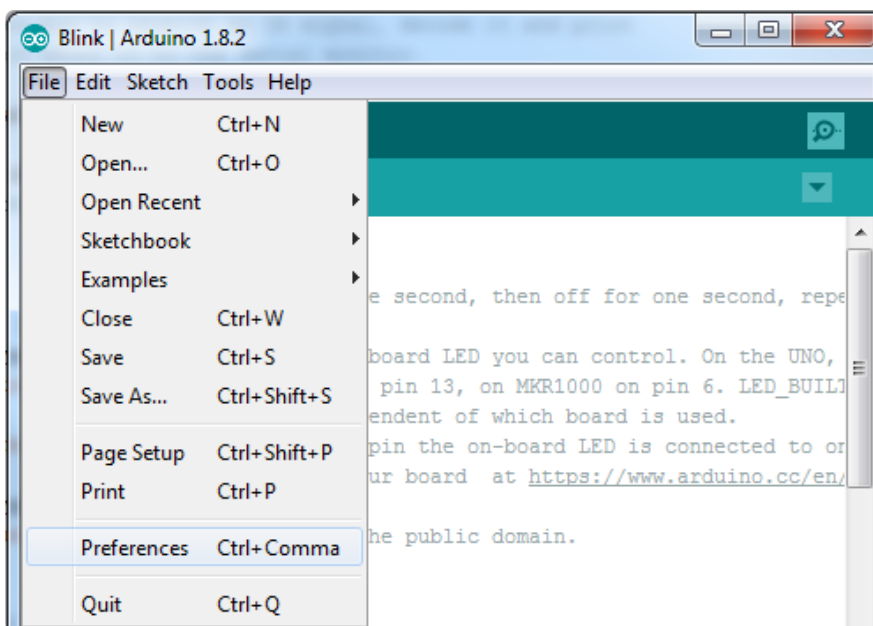 Blink | Arduino 1.8.2
File Edit Sketch Tools Help
New Ctrl+N
Open... Ctrl+O
Open Recent
Sketchbook
Examples
Close Ctrl+W
Save Ctrl+S
Save As... Ctrl+Shift+S
Page Setup Ctrl+Shift+P
Print Ctrl+P
Preferences Ctrl+Comma
Quit Ctrl+Q
e second, then off for one second, repe
board LED you can control. On the UNO,
pin 13, on MKR1000 on pin 6. LED_BUILT
endent of which board is used.
pin the on-board LED is connected to on
ur board at https://www.arduino.cc/en/
he public domain.